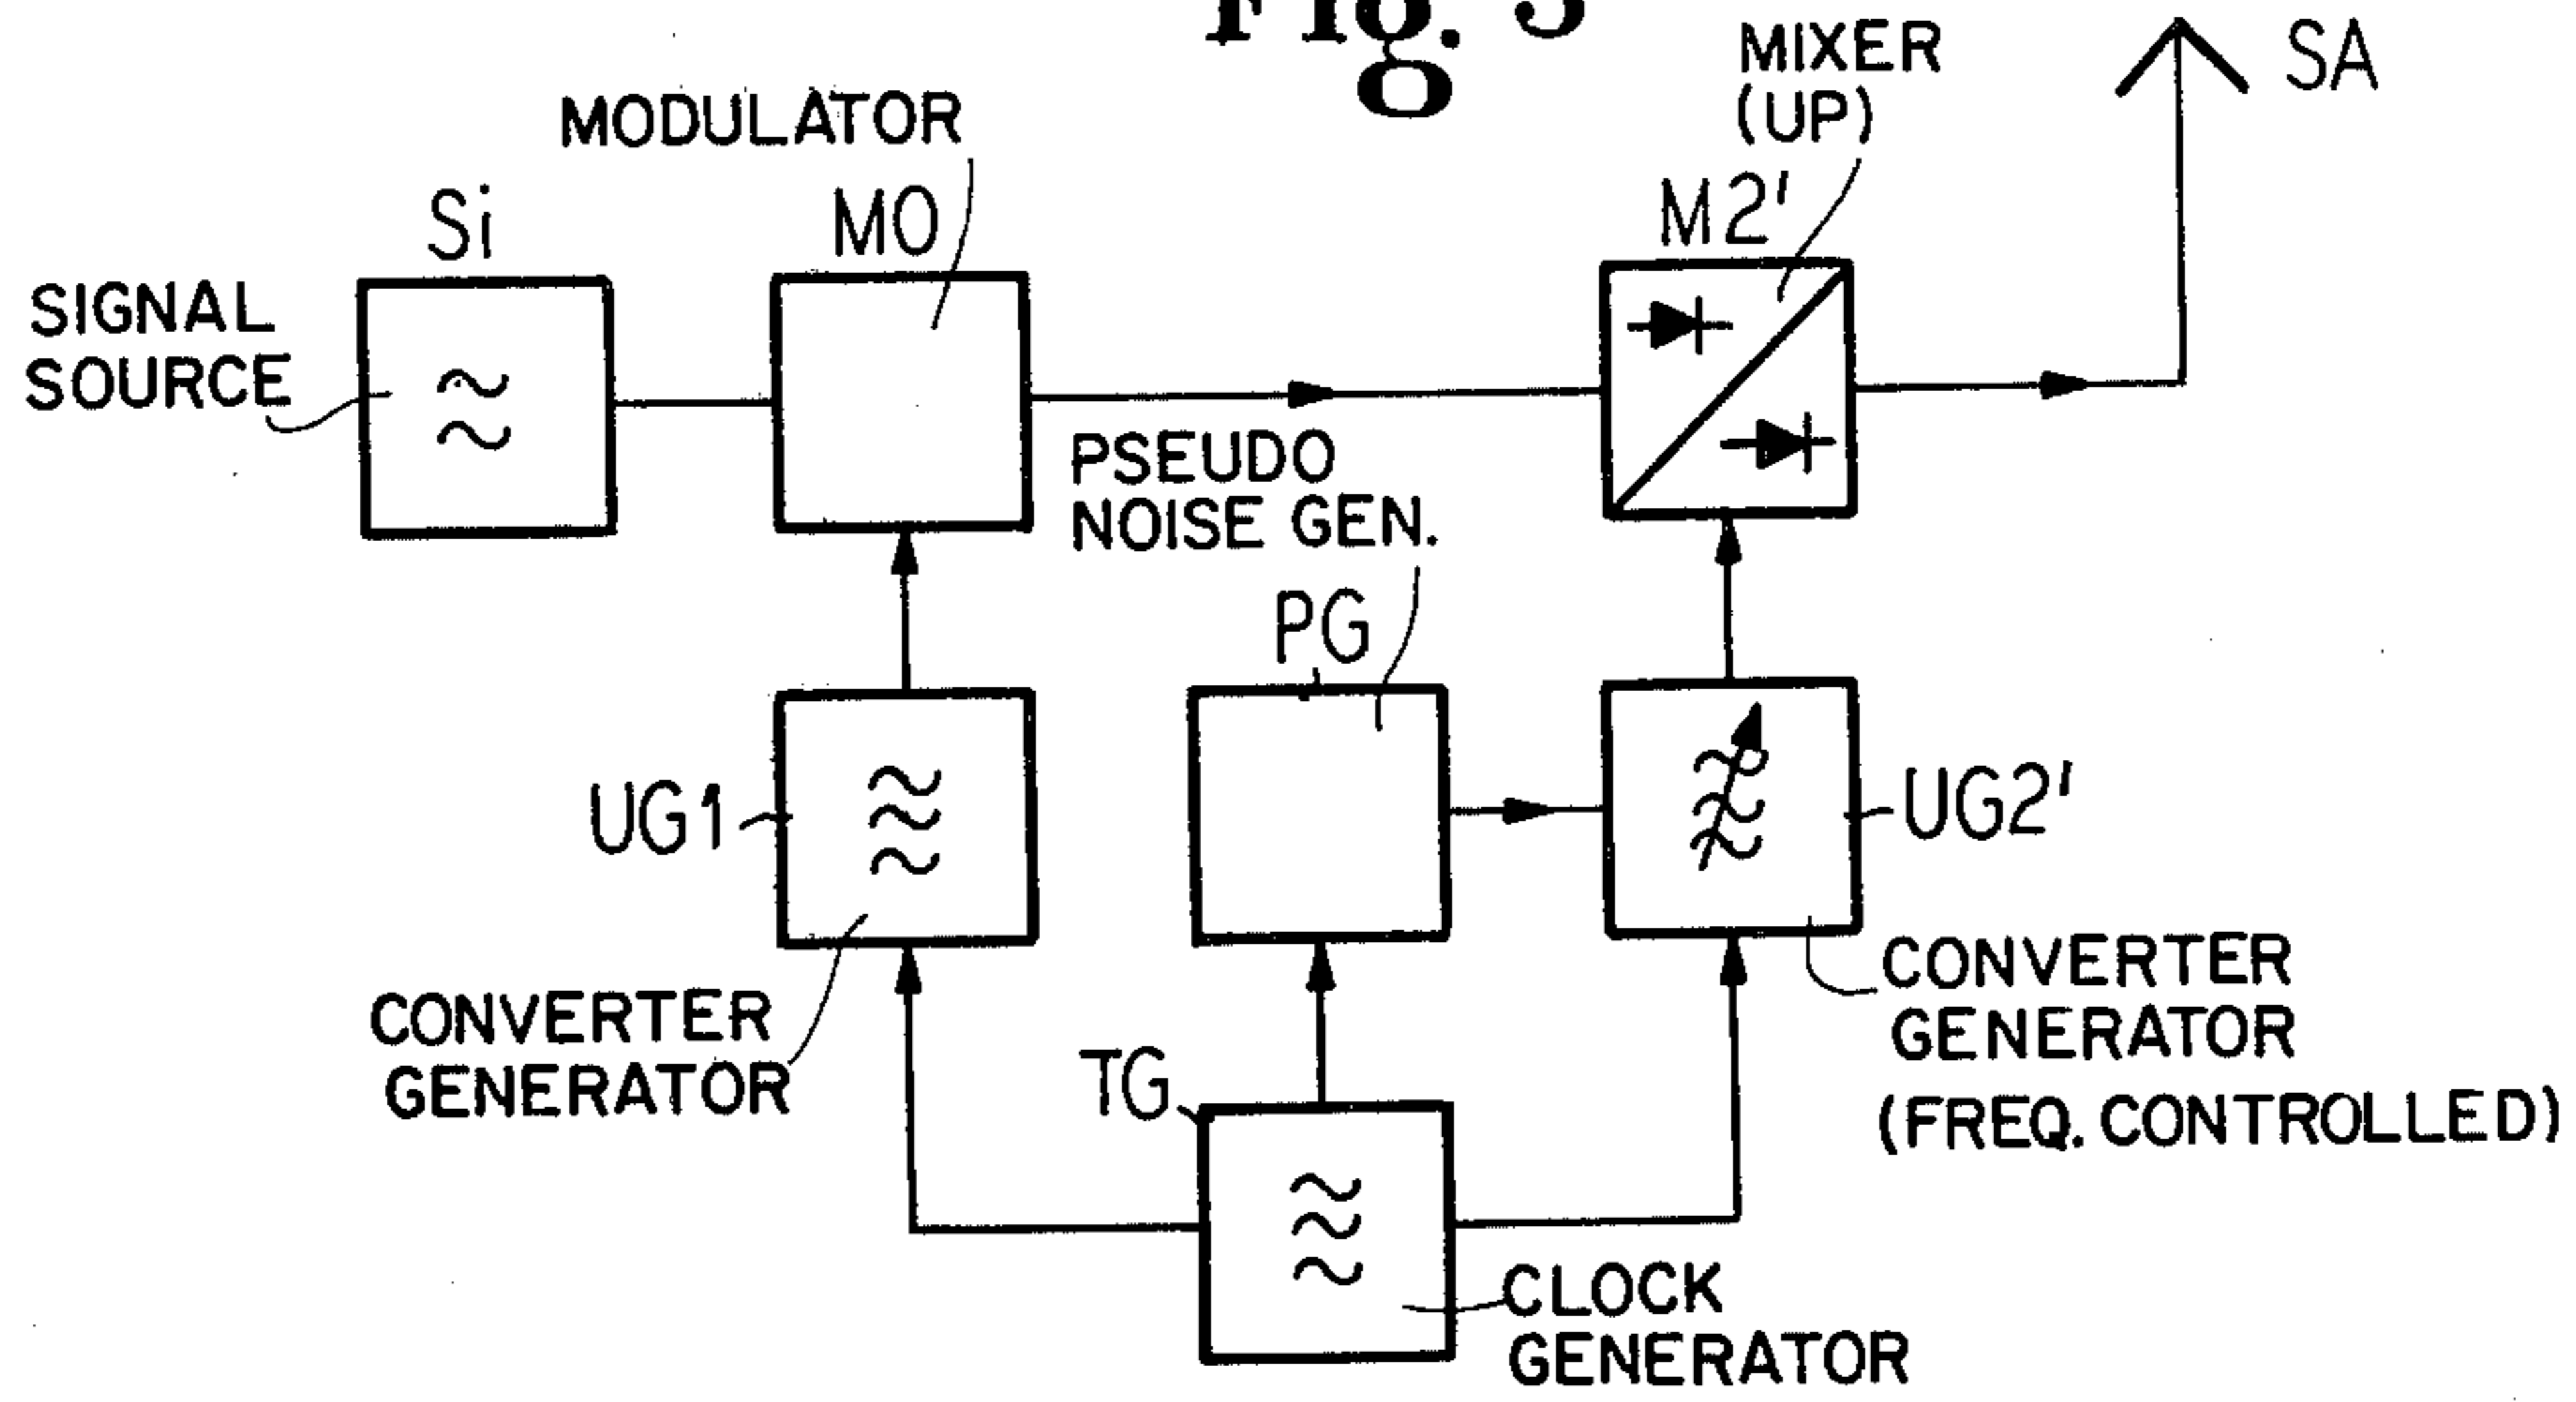 Fig. 5
MIXER
(UP)
SA
MODULATOR
Si
MO
M2'
SIGNAL
SOURCE
PSEUDO
NOISE GEN.
PG
UG1
UG2'
CONVERTER
GENERATOR
CONVERTER
GENERATOR
(FREQ. CONTROLLED)
TG
CLOCK
GENERATOR